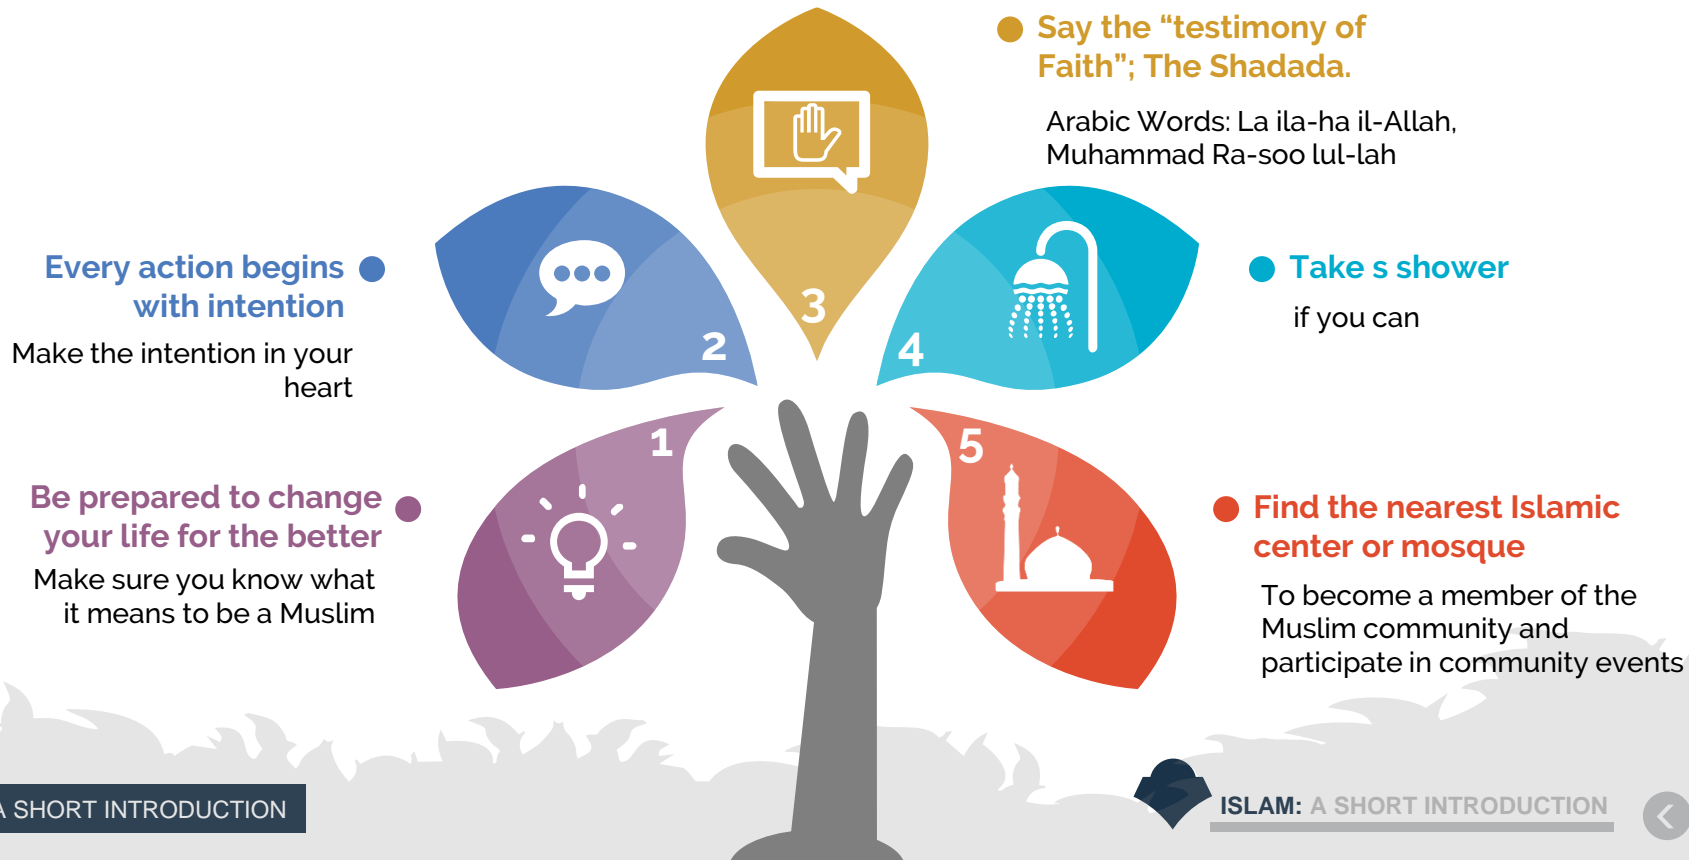 Say the “testimony of
Faith”; The Shadada.
Arabic Words: La ila-ha il-Allah,
Muhammad Ra-soo lul-lah
3
Every action begins
with intention
Make the intention in your
heart
2
4
Take s shower
if you can
Be prepared to change
your life for the better
Make sure you know what
it means to be a Muslim
1
5
Find the nearest Islamic
center or mosque
To become a member of the
Muslim community and
participate in community events
A SHORT INTRODUCTION
ISLAM: A SHORT INTRODUCTION